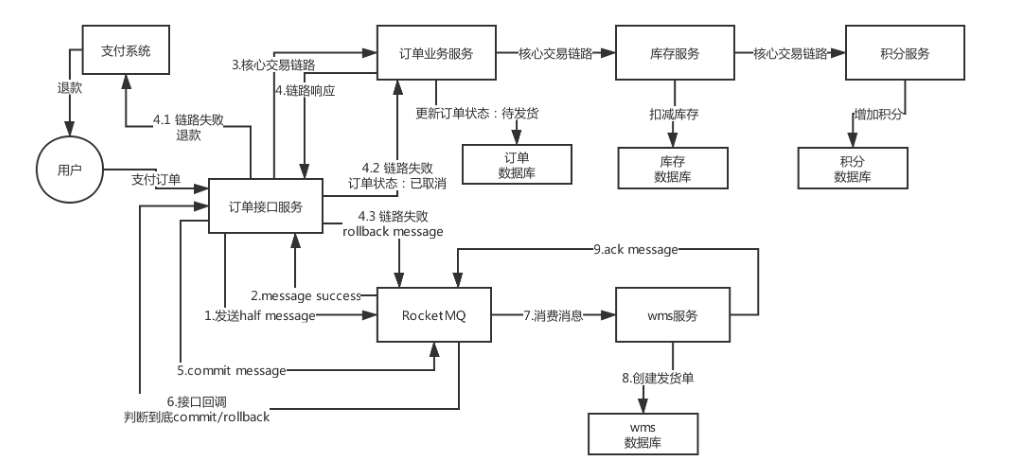 支付系统
订单业务服务
核心交易链路
库存服务
核心交易链路
积分服务
3.核心交易链路
退款
4.链路响应
更新订单状态：待发货
扣减库存
增加积分
4.1 链路失败
退款
用户
支付订单
4.2 链路失败
订单状态：已取消
订单
数据库
库存
数据库
积分
数据库
订单接口服务
4.3 链路失败
rollback message
9.ack message
2.message success
1.发送half message
RocketMQ
7.消费消息
wms服务
5.commit message
8.创建发货单
6.接口回调
判断到底commit/rollback
wms
数据库